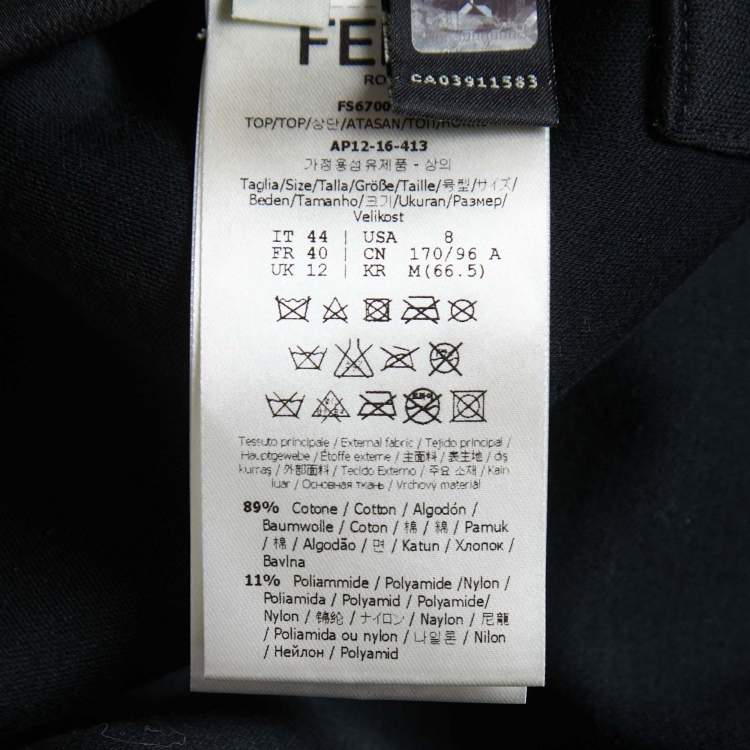 CA03911583
FS6700
TOP/TOP/상단/ATASAN/ТОП/
AP12-16-413
가정용섬유제품 - 상의
Taglia/Size/Talla/Größe/Taille/号型/サイズ/
Beden/Tamanho/크기/Ukuran/Размер/
Velikost
IT 44 | USA 8
FR 40 | CN 170/96 A
UK 12 | KR M(66.5)
Tessuto principale / External fabric / Tejido principal /
Hauptgewebe / Étoffe externe / 主面料 / 表生地 / dış
kumaş / 外部面料 / Tecido Externo / 주요 소재 / Kain
luar / Основная ткань / Vrchový materiál
89% Cotone / Cotton / Algodón /
Baumwolle / Coton / 棉 / 綿 / Pamuk
/ 棉 / Algodão / 면 / Katun / Хлопок /
Bavlna
11% Poliammide / Polyamide /Nylon /
Poliamida / Polyamid / Polyamide/
Nylon / 锦纶 / ナイロン / Naylon / 尼龍
/ Poliamida ou nylon / 나일론 / Nilon
/ Нейлон / Polyamid